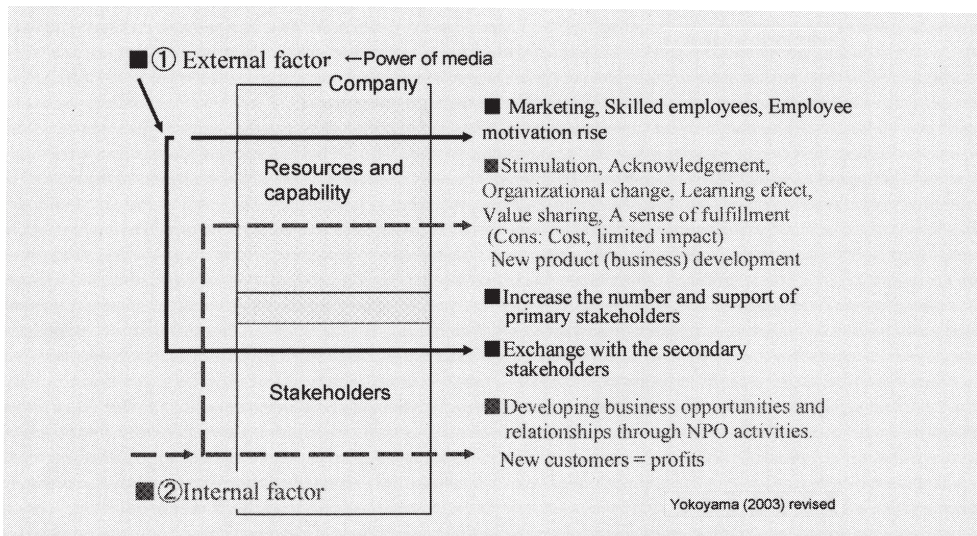 ■① External factor ←Power of media
Company
■ Marketing, Skilled employees, Employee
motivation rise
Resources and
capability
■Stimulation, Acknowledgement,
Organizational change, Learning effect,
Value sharing, A sense of fulfillment
(Cons: Cost, limited impact)
New product (business) development
■Increase the number and support of
primary stakeholders
■Exchange with the secondary
stakeholders
Stakeholders
■Developing business opportunities and
relationships through NPO activities.
New customers = profits
■②Internal factor
Yokoyama (2003) revised